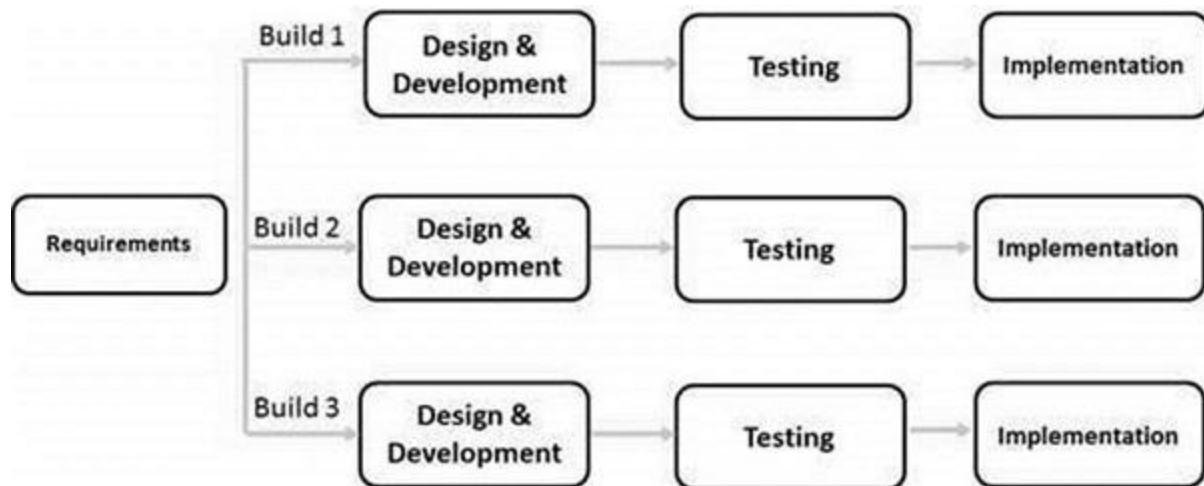 Build 1
Design &
Development
Testing
Implementation
Requirements
Build 2
Design &
Development
Testing
Implementation
Build 3
Design &
Development
Testing
Implementation